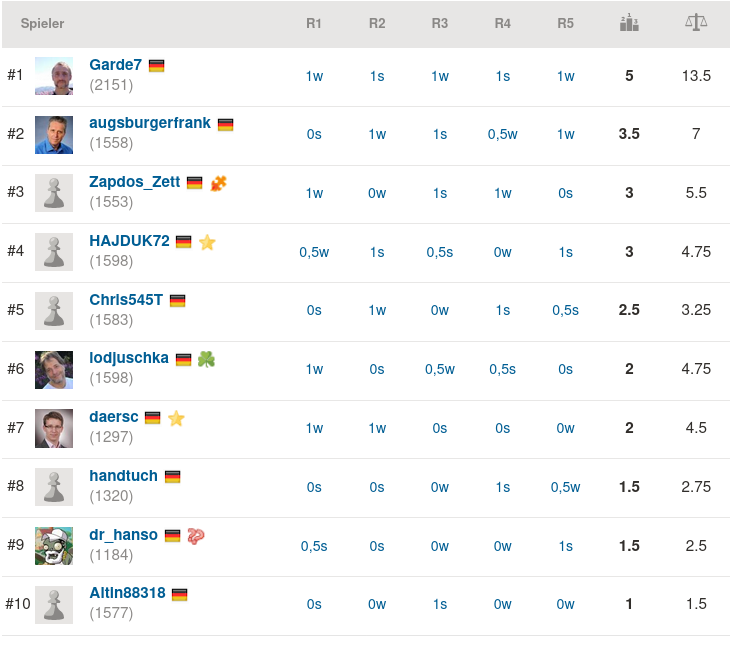 Spieler R1 R2 R3 R4 R5
#1 Garde7 1w 1s 1w 1s 1w 5 13.5
(2151)
#2 augsburgerfrank 0s 1w 1s 0,5w 1w 3.5 7
(1558)
#3 Zapdos_Zett 1w 0w 1s 1w 0s 3 5.5
(1553)
#4 HAJDUK72 0,5w 1s 0,5s 0w 1s 3 4.75
(1598)
#5 Chris545T 0s 1w 0w 1s 0,5s 2.5 3.25
(1583)
#6 lodjuschka 1w 0s 0,5w 0,5s 0s 2 4.75
(1598)
#7 daersc 1w 1w 0s 0s 0w 2 4.5
(1297)
#8 handtuch 0s 0s 0w 1s 0,5w 1.5 2.75
(1320)
#9 dr_hanso 0,5s 0s 0w 0w 1s 1.5 2.5
(1184)
#10 Altin88318 0s 0w 1s 0w 0w 1 1.5
(1577)